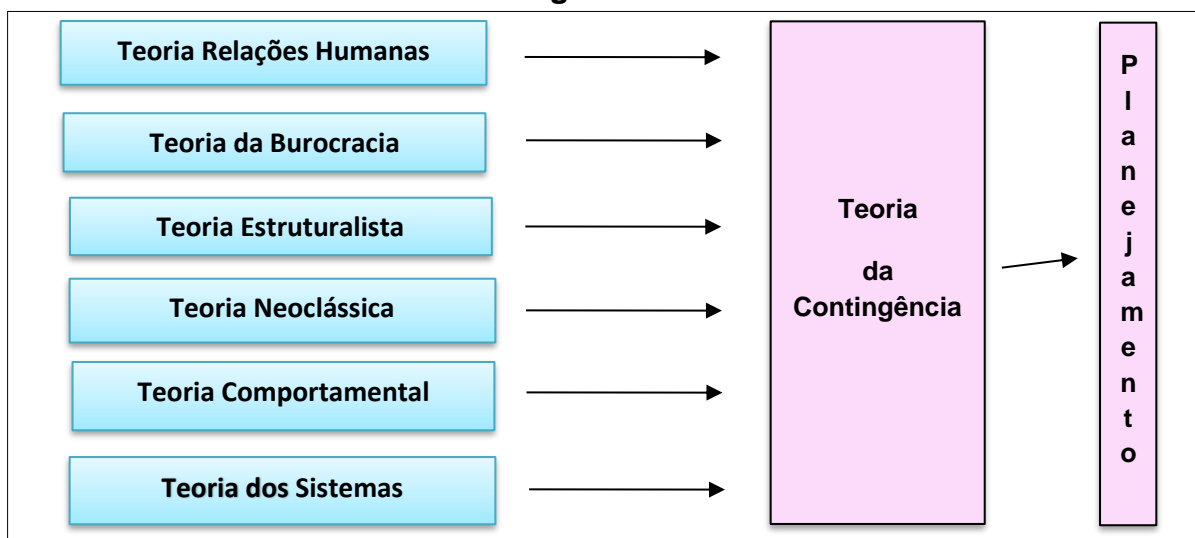 Teoria Relações Humanas
Teoria da Burocracia
Teoria Estruturalista
Teoria Neoclássica
Teoria Comportamental
Teoria dos Sistemas
Teoria
da
Contingência
P
l
a
n
e
j
a
m
e
n
t
o